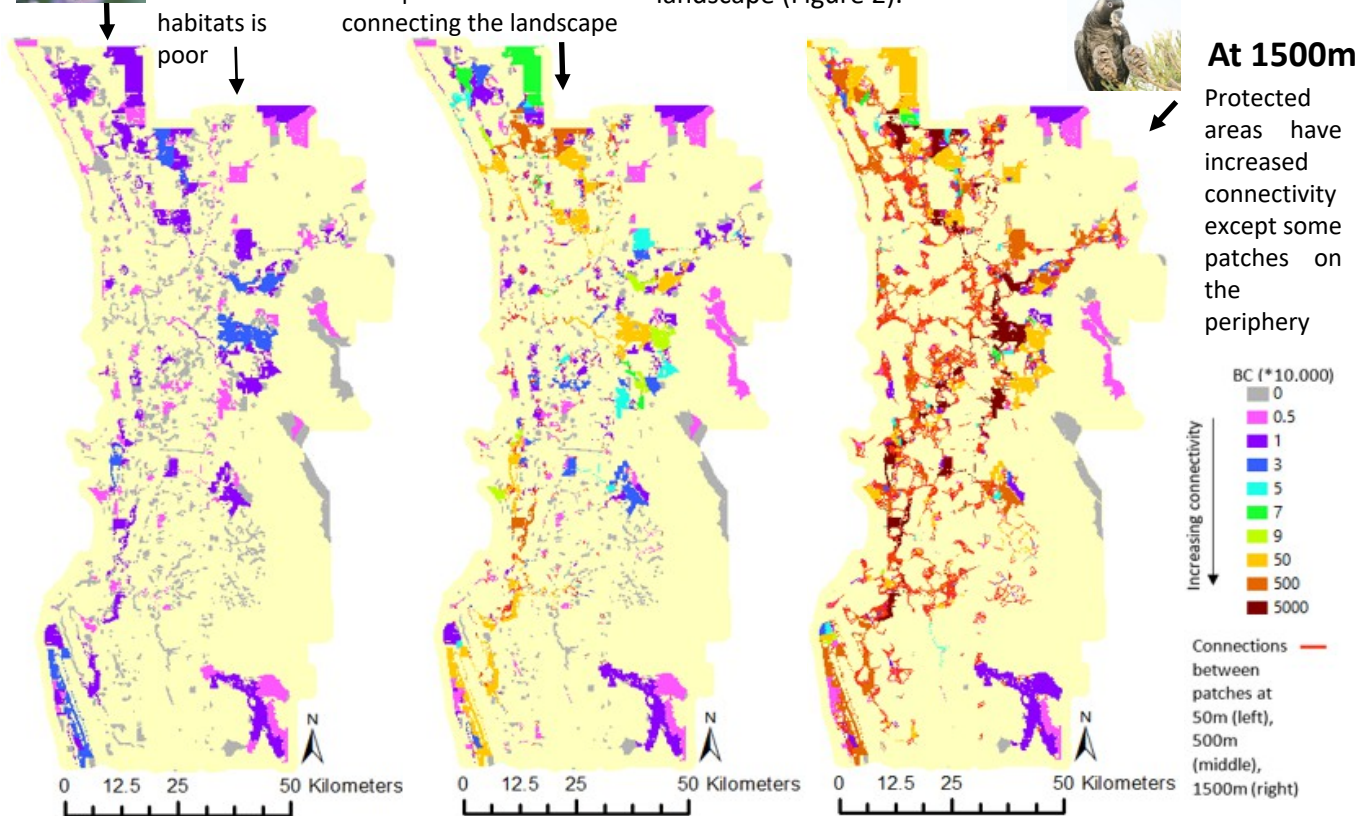 landscape (Figure 2).
habitats is
poor
connecting the landscape
At 1500m
Protected
areas have
increased
connectivity
except some
patches on
the
periphery
BC (*10.000)
0
0.5
1
3
5
7
9
50
500
5000
Increasing connectivity
Connections
between
patches at
50m (left),
500m
(middle),
1500m (right)
N
0 12.5 25 50 Kilometers
N
0 12.5 25 50 Kilometers
N
0 12.5 25 50 Kilometers